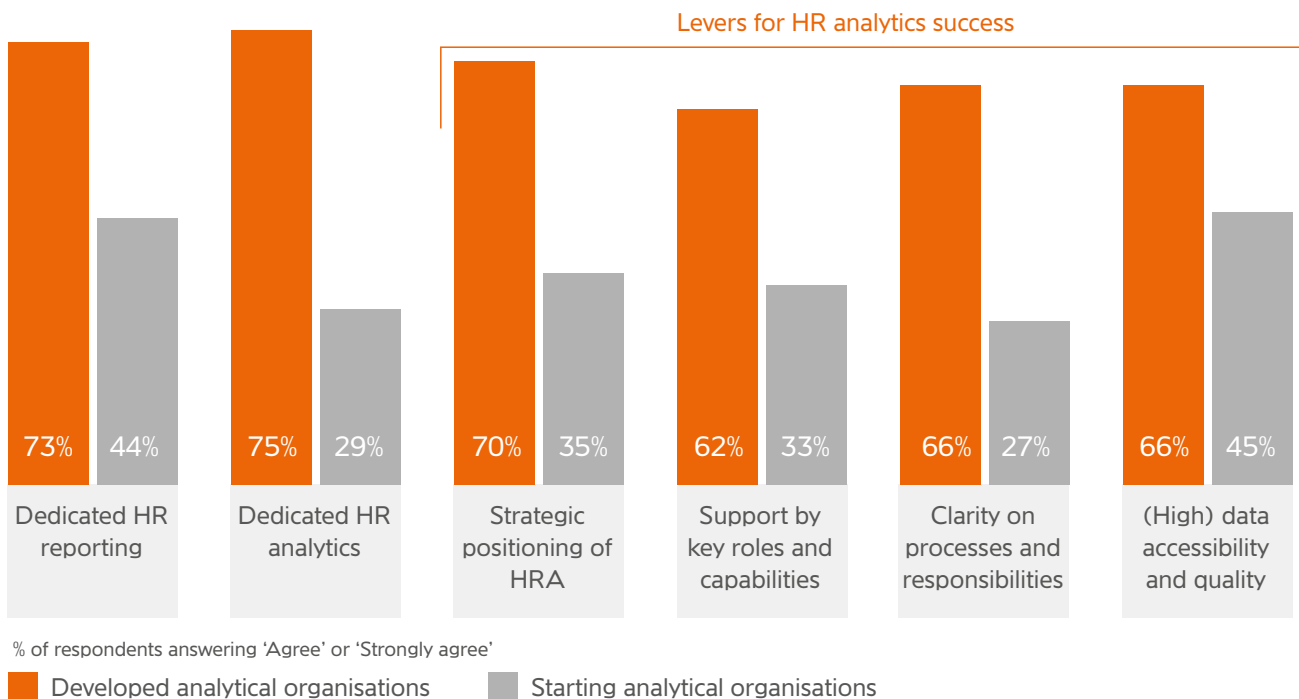 Levers for HR analytics success
73%
44%
75%
29%
70%
35%
62%
33%
66%
27%
66%
45%
Dedicated HR
reporting
Dedicated HR
analytics
Strategic
positioning of
HRA
Support by
key roles and
capabilities
Clarity on
processes and
responsibilities
(High) data
accessibility
and quality
% of respondents answering ‘Agree’ or ‘Strongly agree’
Developed analytical organisations
Starting analytical organisations